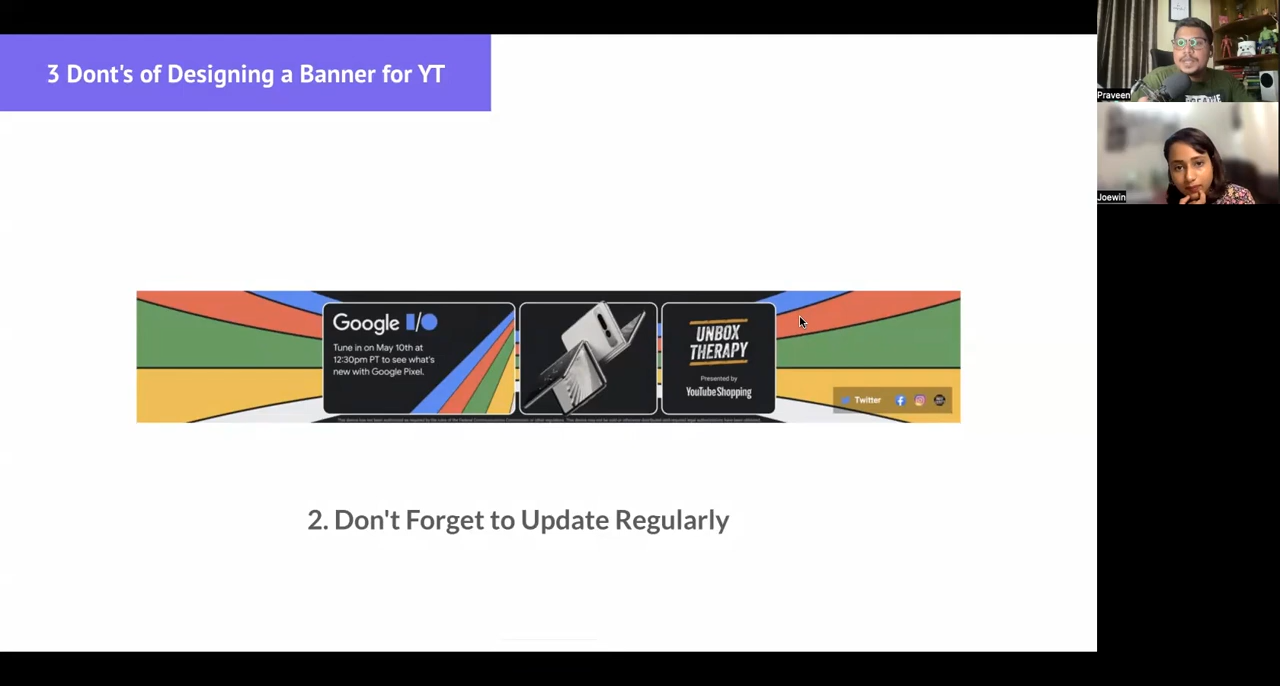 3 Dont's of Designing a Banner for YT
Praveen
Joewin
Google I/O
Tune in on May 10th at
12:30pm PT to see what's
new with Google Pixel.
UNBOX
THERAPY
Presented by
YouTube Shopping
Twitter
2. Don't Forget to Update Regularly